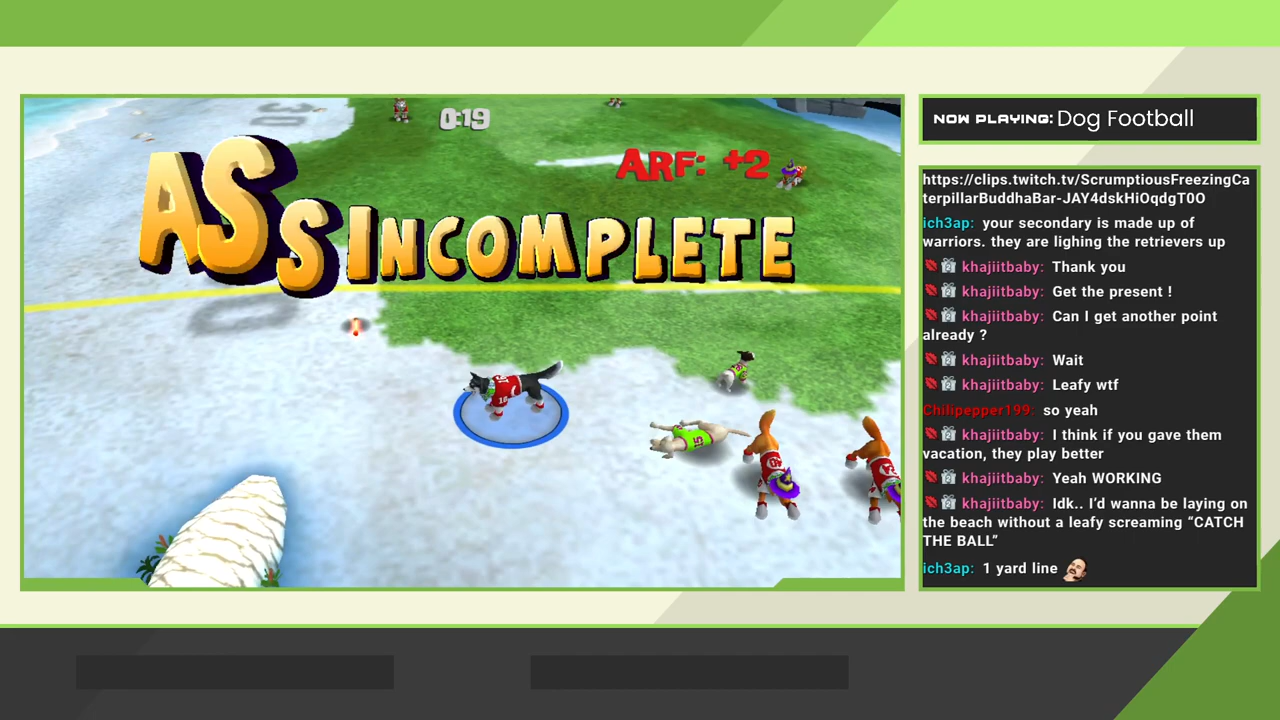 0:19
ARF: +2
ASS INCOMPLETE
30
15
18
NOW PLAYING: Dog Football
https://clips.twitch.tv/ScrumptiousFreezingCa
terpillarBuddhaBar-JAY4dskHiOqdgT0O
ich3ap: your secondary is made up of
warriors. they are lighing the retrievers up
khajiitbaby: Thank you
khajiitbaby: Get the present !
khajiitbaby: Can I get another point
already ?
khajiitbaby: Wait
khajiitbaby: Leafy wtf
Chilipepper199: so yeah
khajiitbaby: I think if you gave them
vacation, they play better
khajiitbaby: Yeah WORKING
khajiitbaby: Idk.. I’d wanna be laying on
the beach without a leafy screaming “CATCH
THE BALL”
ich3ap: 1 yard line